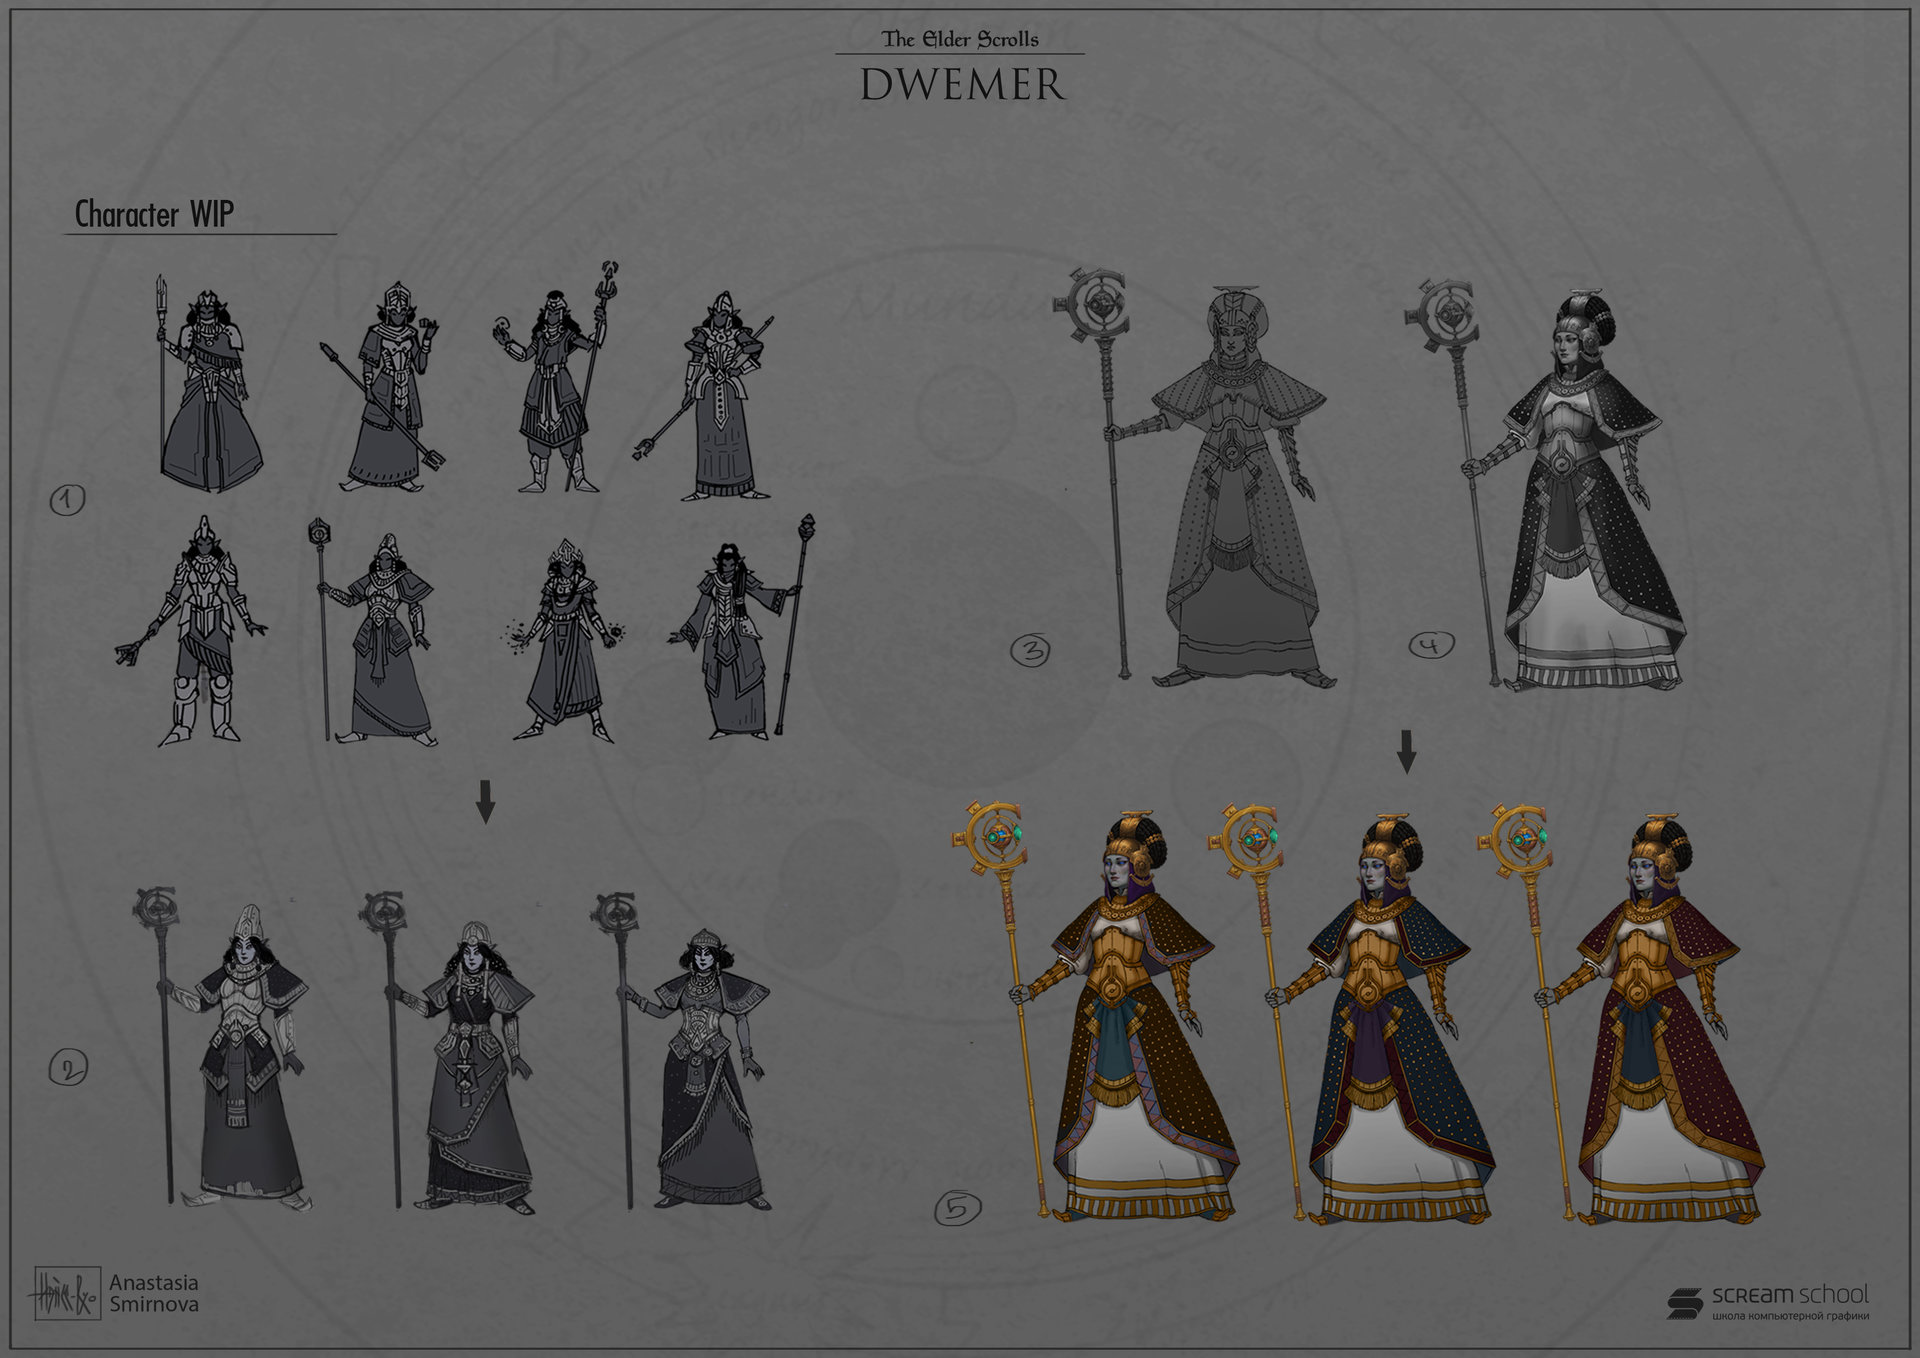 The Elder Scrolls
DWEMER
Character WIP
1
2
3
4
5
Anastasia
Smirnova
SCREAM SCHOOL
школа компьютерной графики